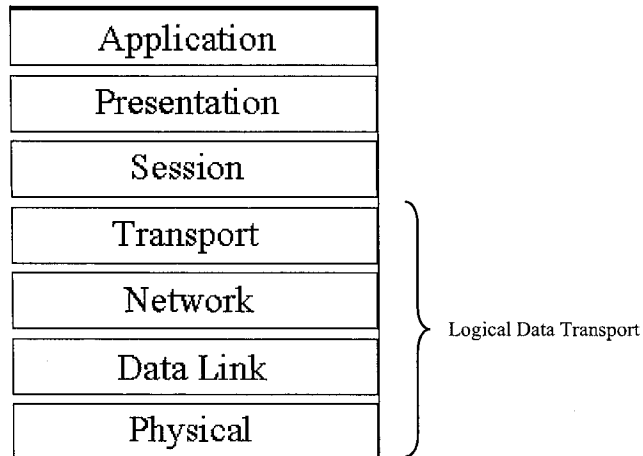 Application
Presentation
Session
Transport
Network
Data Link
Physical
Logical Data Transport